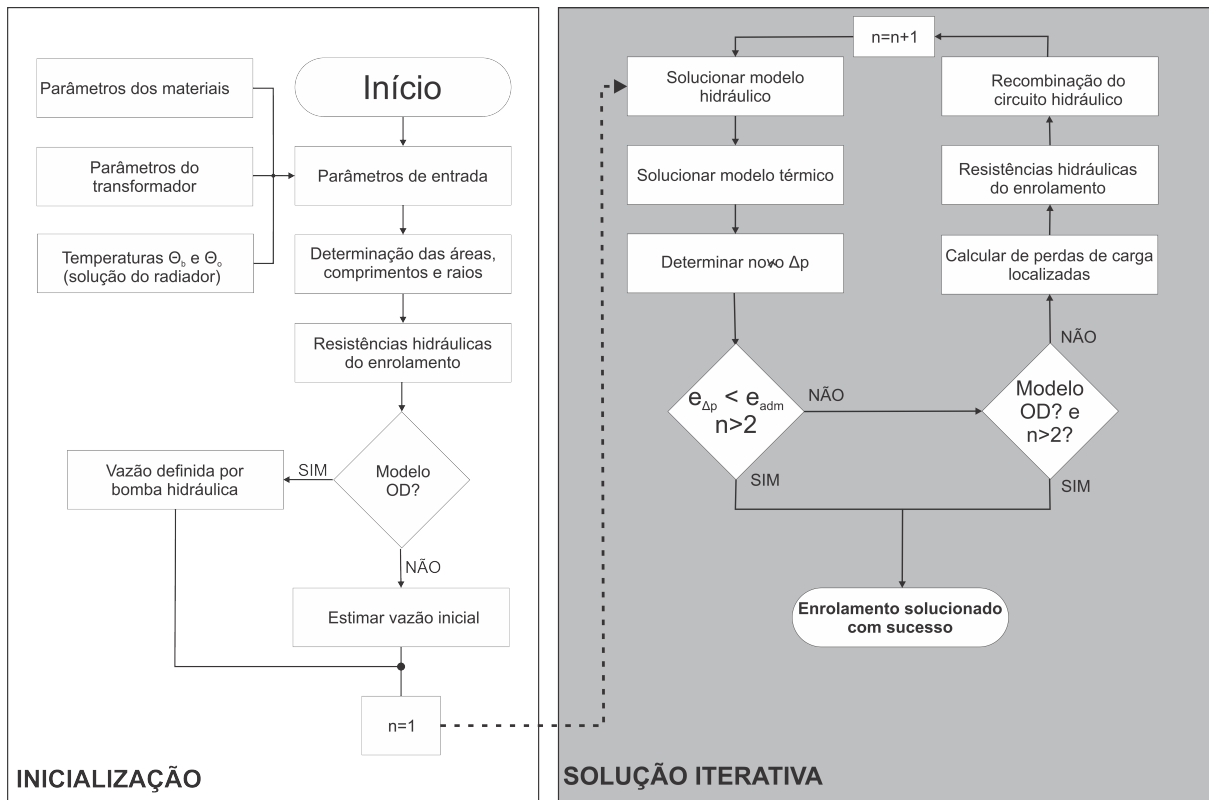 Início
Parâmetros dos materiais
Parâmetros do
transformador
Temperaturas Θb e Θo
(solução do radiador)
Parâmetros de entrada
Determinação das áreas,
comprimentos e raios
Resistências hidráulicas
do enrolamento
Modelo
OD?
SIM
Vazão definida por
bomba hidráulica
NÃO
Estimar vazão inicial
n=1
INICIALIZAÇÃO
n=n+1
Solucionar modelo
hidráulico
Solucionar modelo térmico
Determinar novo Δp
eΔp < eadm
n>2
NÃO
SIM
Modelo
OD? e
n>2?
NÃO
SIM
Calcular de perdas de carga
localizadas
Resistências hidráulicas
do enrolamento
Recombinação do
circuito hidráulico
Enrolamento solucionado
com sucesso
SOLUÇÃO ITERATIVA